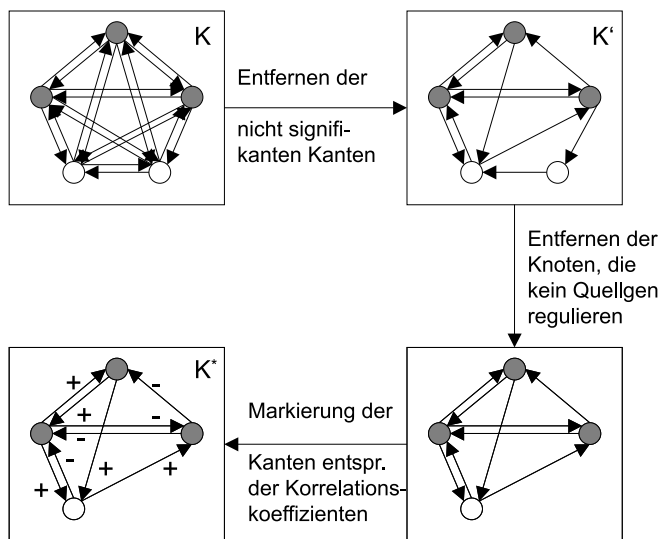 K
Entfernen der
nicht signifi-
kanten Kanten
K'
Entfernen der
Knoten, die
kein Quellgen
regulieren
Markierung der
Kanten entspr.
der Korrelations-
koeffizienten
K*
+
-
+
-
-
-
+
+
+